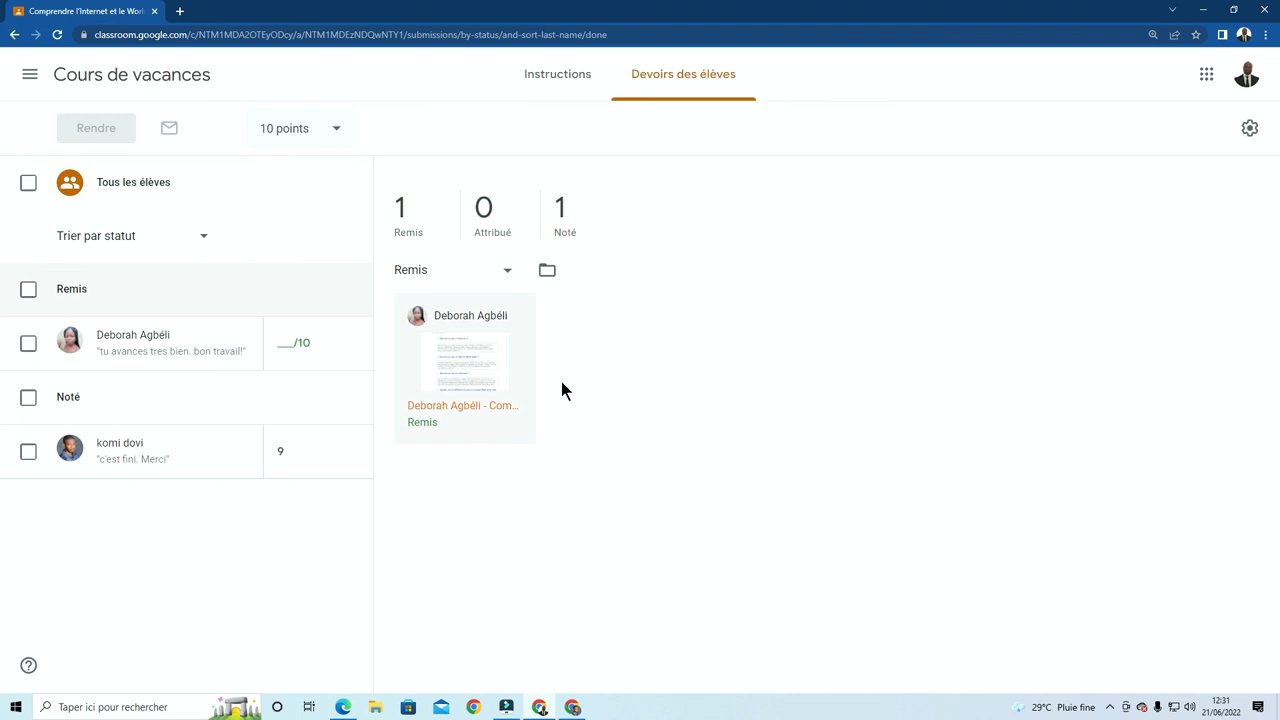 Comprendre l'Internet et le Wor
classroom.google.com/c/NTM1MDA2OTEyODcy/a/NTM1MDEzNDQwNTY1/submissions/by-status/and-sort-last-name/done
Cours de vacances
Instructions
Devoirs des élèves
Rendre
10 points
Tous les élèves
Trier par statut
Remis
Deborah Agbéli
"tu avances tres bien. bon travail!"
___/10
Noté
komi dovi
"c'est fini. Merci"
9
1
Remis
0
Attribué
1
Noté
Remis
Deborah Agbéli
Deborah Agbéli - Com...
Remis
Taper ici pour rechercher
29°C Pluie fine
12:31
21/06/2022